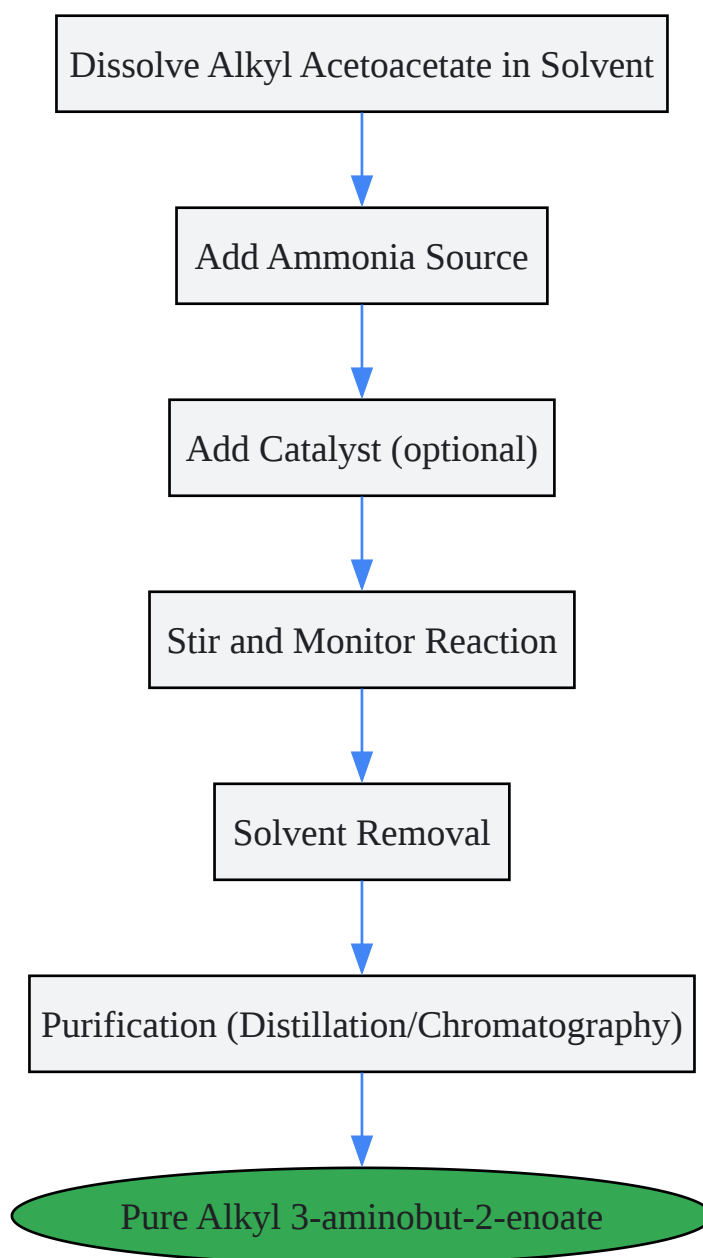 Dissolve Alkyl Acetoacetate in Solvent
Add Ammonia Source
Add Catalyst (optional)
Stir and Monitor Reaction
Solvent Removal
Purification (Distillation/Chromatography)
Pure Alkyl 3-aminobut-2-enoate